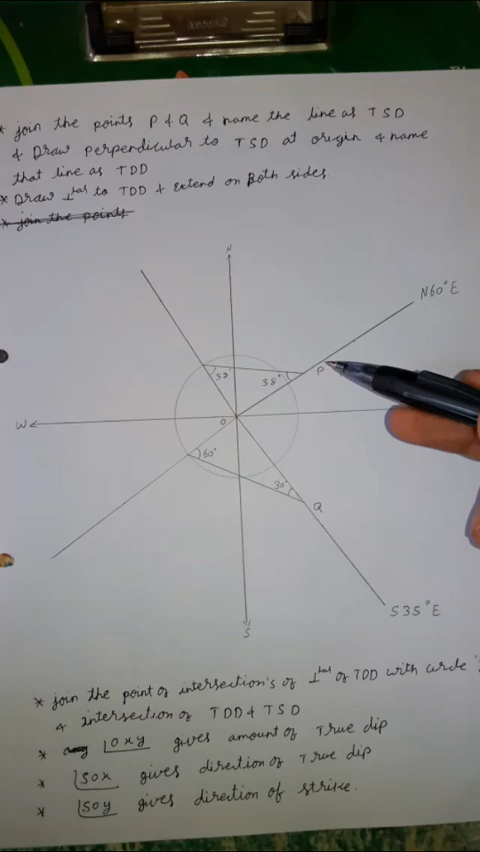 * join the points P & Q & name the line as TSD
& Draw perpendicular to TSD at origin & name
that line as TDD
* Draw ⊥lar to TDD & Extend on Both sides.
* join the points.
N
N60°E
52°
38°
P
W
O
60°
30°
Q
S35°E
S
* join the point of intersection's of ⊥lar of TDD with circle
& intersection of TDD & TSD
* OXY gives amount of True dip
* SOX gives direction of True dip
* SOY gives direction of strike.